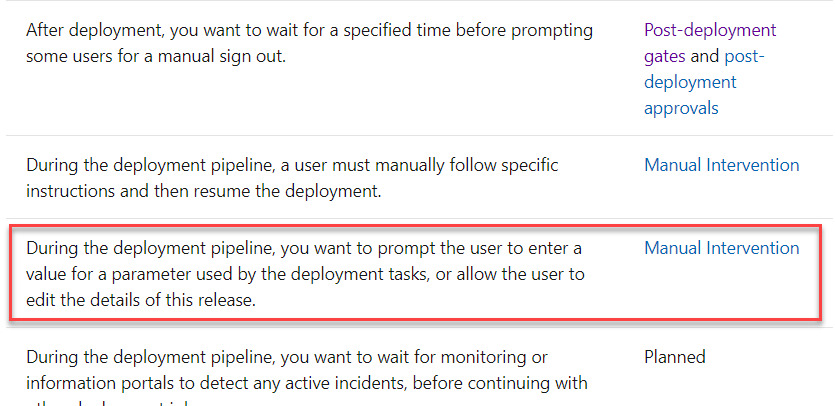 After deployment, you want to wait for a specified time before prompting
some users for a manual sign out.
Post-deployment
gates and post-
deployment
approvals
During the deployment pipeline, a user must manually follow specific
instructions and then resume the deployment.
Manual Intervention
During the deployment pipeline, you want to prompt the user to enter a
value for a parameter used by the deployment tasks, or allow the user to
edit the details of this release.
Manual Intervention
During the deployment pipeline, you want to wait for monitoring or
information portals to detect any active incidents, before continuing with
Planned